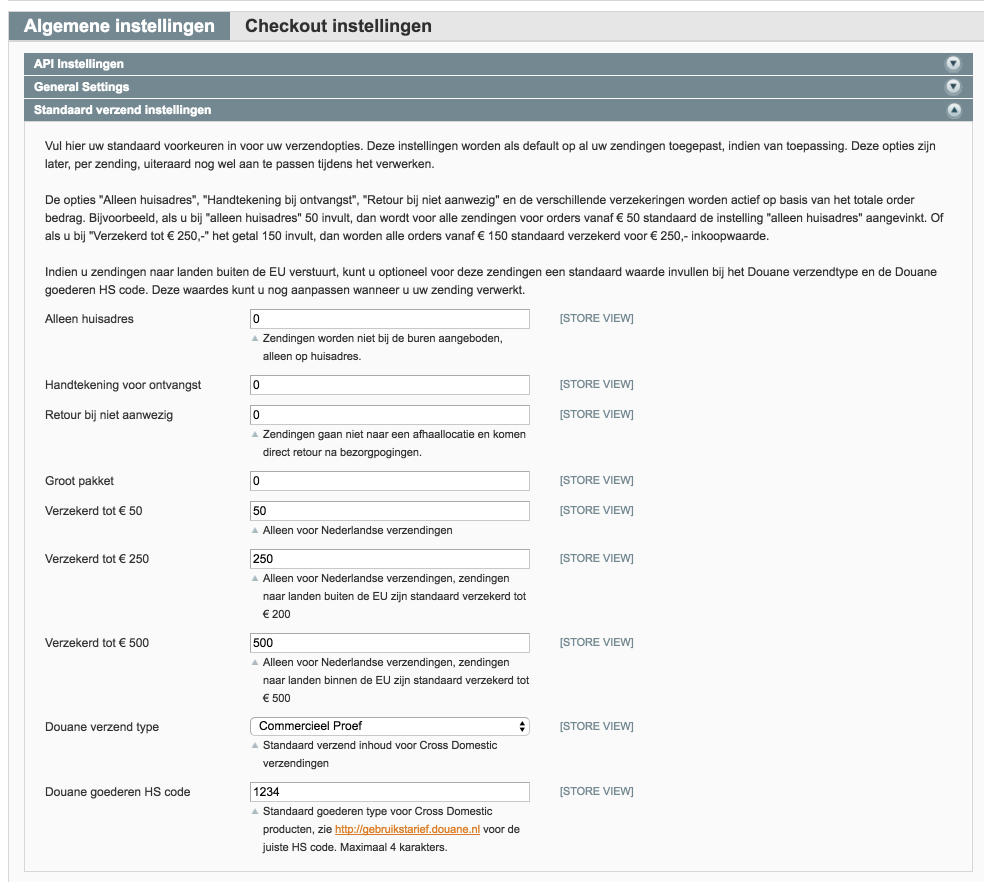 Algemene instellingen Checkout instellingen
API Instellingen
General Settings
Standaard verzend instellingen
Vul hier uw standaard voorkeuren in voor uw verzendopties. Deze instellingen worden als default op al uw zendingen toegepast, indien van toepassing. Deze opties zijn
later, per zending, uiteraard nog wel aan te passen tijdens het verwerken.
De opties "Alleen huisadres", "Handtekening bij ontvangst", "Retour bij niet aanwezig" en de verschillende verzekeringen worden actief op basis van het totale order
bedrag. Bijvoorbeeld, als u bij "alleen huisadres" 50 invult, dan wordt voor alle zendingen voor orders vanaf € 50 standaard de instelling "alleen huisadres" aangevinkt. Of
als u bij "Verzekerd tot € 250,-" het getal 150 invult, dan worden alle orders vanaf € 150 standaard verzekerd voor € 250,- inkoopwaarde.
Indien u zendingen naar landen buiten de EU verstuurt, kunt u optioneel voor deze zendingen een standaard waarde invullen bij het Douane verzendtype en de Douane
goederen HS code. Deze waardes kunt u nog aanpassen wanneer u uw zending verwerkt.
Alleen huisadres 0 [STORE VIEW]
Zendingen worden niet bij de buren aangeboden,
alleen op huisadres.
Handtekening voor ontvangst 0 [STORE VIEW]
Retour bij niet aanwezig 0 [STORE VIEW]
Zendingen gaan niet naar een afhaallocatie en komen
direct retour na bezorgpogingen.
Groot pakket 0 [STORE VIEW]
Verzekerd tot € 50 50 [STORE VIEW]
Alleen voor Nederlandse verzendingen
Verzekerd tot € 250 250 [STORE VIEW]
Alleen voor Nederlandse verzendingen, zendingen
naar landen buiten de EU zijn standaard verzekerd tot
€ 200
Verzekerd tot € 500 500 [STORE VIEW]
Alleen voor Nederlandse verzendingen, zendingen
naar landen binnen de EU zijn standaard verzekerd tot
€ 500
Douane verzend type Commercieel Proef [STORE VIEW]
Standaard verzend inhoud voor Cross Domestic
verzendingen
Douane goederen HS code 1234 [STORE VIEW]
Standaard goederen type voor Cross Domestic
producten, zie http://gebruikstarief.douane.nl voor de
juiste HS code. Maximaal 4 karakters.